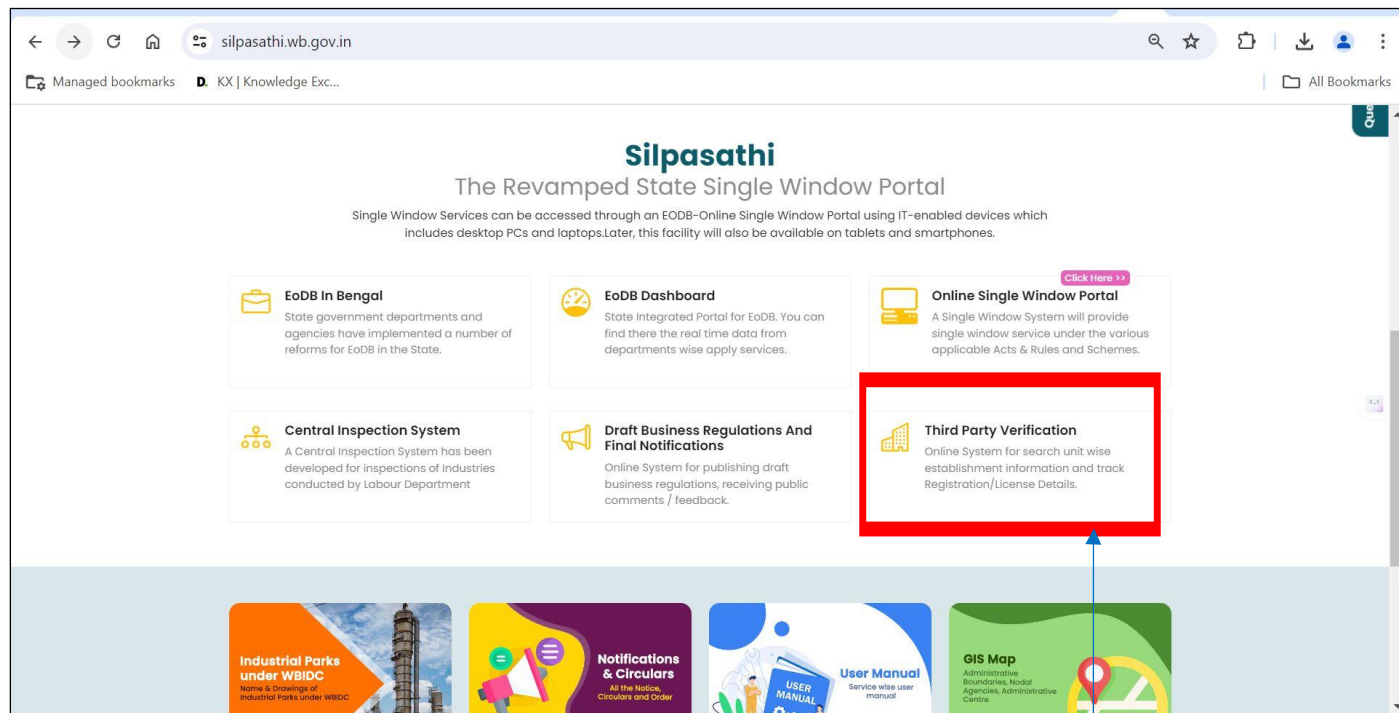 silpasathi.wb.gov.in
Managed bookmarks
D. KX | Knowledge Exc...
All Bookmarks
Que
Silpasathi
The Revamped State Single Window Portal
Single Window Services can be accessed through an EODB-Online Single Window Portal using IT-enabled devices which
includes desktop PCs and laptops.Later, this facility will also be available on tablets and smartphones.
EoDB In Bengal
State government departments and
agencies have implemented a number of
reforms for EoDB in the State.
EoDB Dashboard
State Integrated Portal for EoDB. You can
find there the real time data from
departments wise apply services.
Click Here >>
Online Single Window Portal
A Single Window System will provide
single window service under the various
applicable Acts & Rules and Schemes.
Central Inspection System
A Central Inspection System has been
developed for inspections of Industries
conducted by Labour Department
Draft Business Regulations And
Final Notifications
Online System for publishing draft
business regulations, receiving public
comments / feedback.
Third Party Verification
Online System for search unit wise
establishment information and track
Registration/License Details.
Industrial Parks
under WBIDC
Name & Drawings of
Industrial Parks under WBIDC
Notifications
& Circulars
All the Notice,
Circulars and Order
USER
MANUAL
User Manual
Service wise user
manual
GIS Map
Administrative
Boundaries, Nodal
Agencies, Administrative
Centre